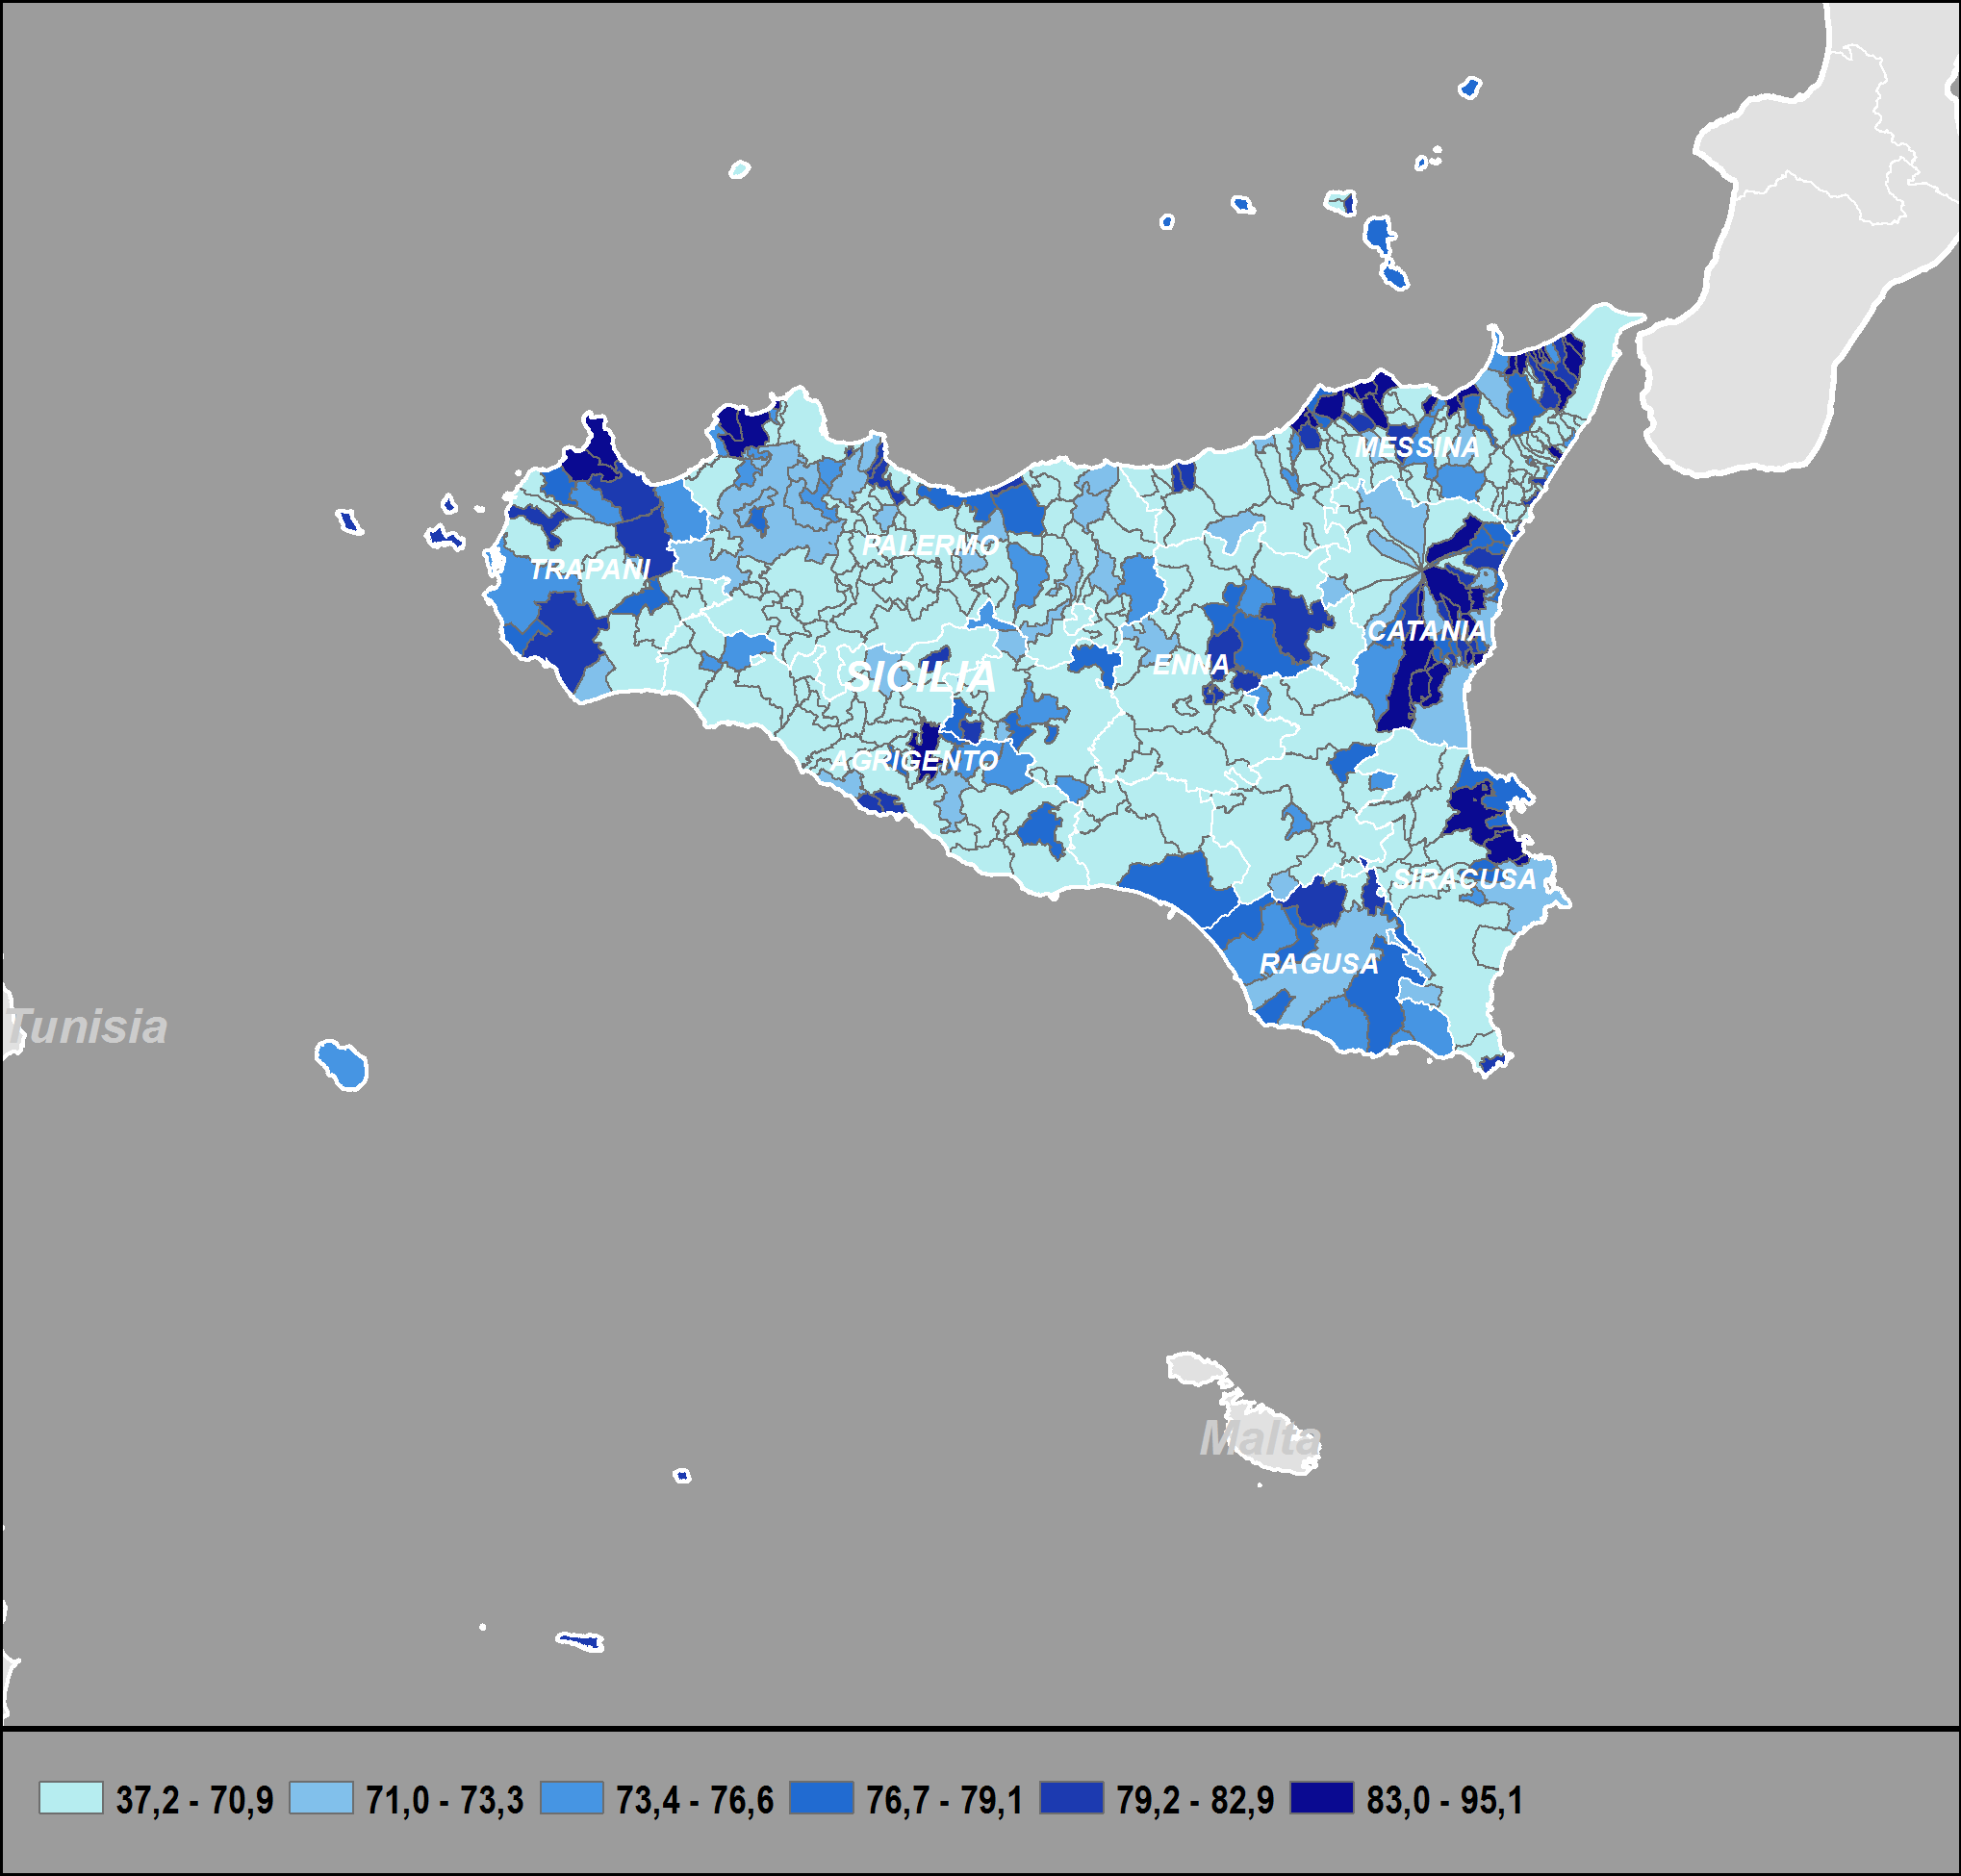 MESSINA
PALERMO
TRAPANI
CATANIA
ENNA
SICILIA
AGRIGENTO
SIRACUSA
RAGUSA
Tunisia
Malta
37,2 - 70,9 71,0 - 73,3 73,4 - 76,6 76,7 - 79,1 79,2 - 82,9 83,0 - 95,1